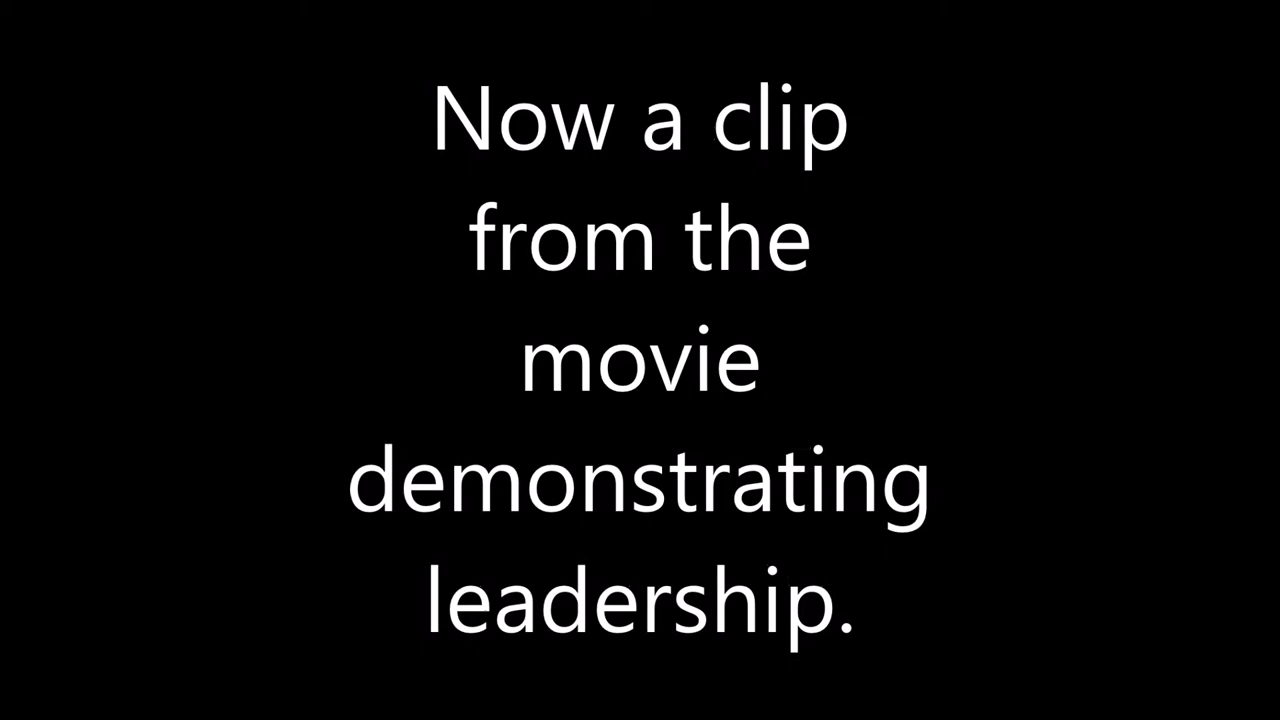 Now a clip
from the
movie
demonstrating
leadership.